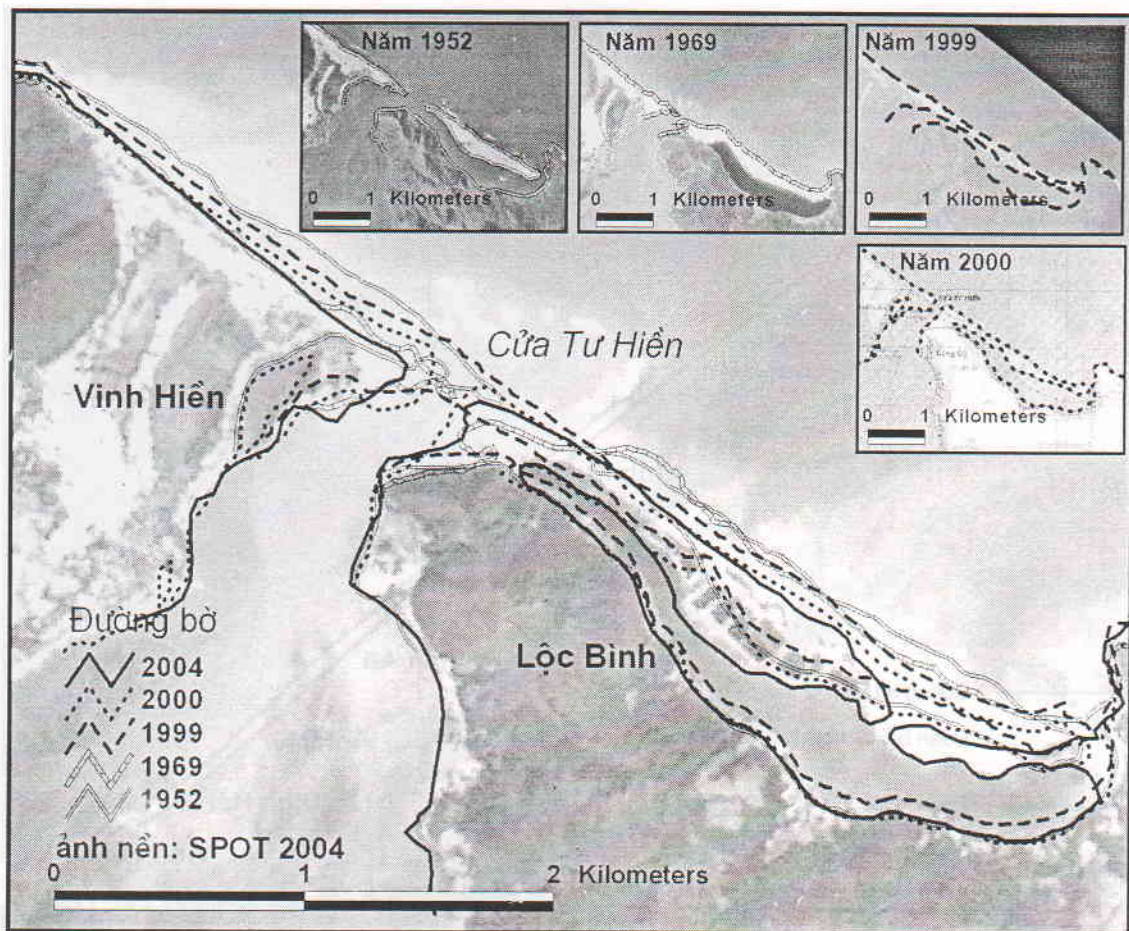 Năm 1952
0 1 Kilometers
Năm 1969
0 1 Kilometers
Năm 1999
0 1 Kilometers
Năm 2000
0 1 Kilometers
Cửa Tư Hiền
Vinh Hiền
Lộc Bình
Đường bờ
2004
2000
1999
1969
1952
ảnh nền: SPOT 2004
0 1 2 Kilometers